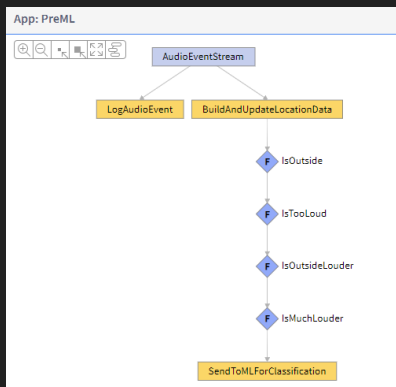 App: PreML
AudioEventStream
LogAudioEvent
BuildAndUpdateLocationData
F IsOutside
F IsTooLoud
F IsOutsideLouder
F IsMuchLouder
SendToMLForClassification